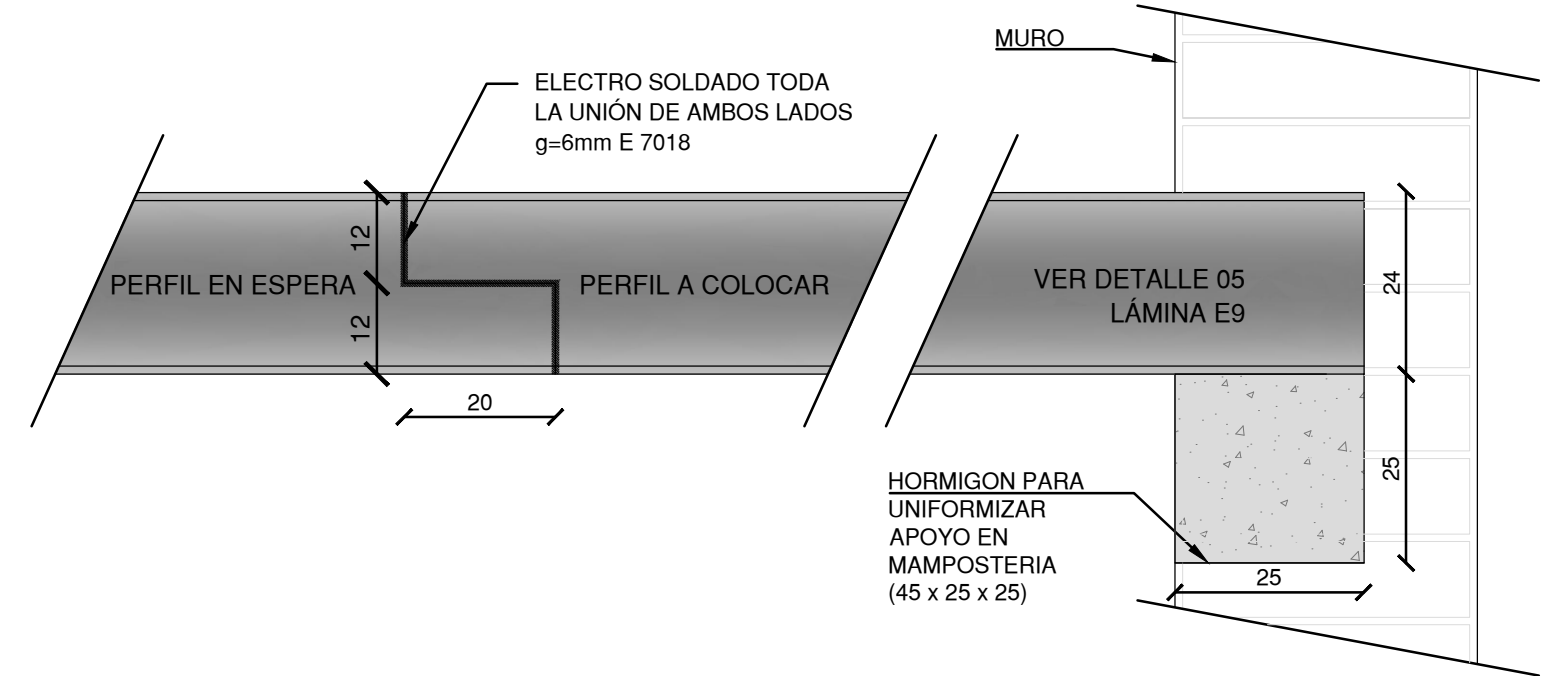 MURO
ELECTRO SOLDADO TODA
LA UNIÓN DE AMBOS LADOS
g=6mm E 7018
12
12
PERFIL EN ESPERA
PERFIL A COLOCAR
VER DETALLE 05
LÁMINA E9
24
20
25
HORMIGON PARA
UNIFORMIZAR
APOYO EN
MAMPOSTERIA
(45 x 25 x 25)
25